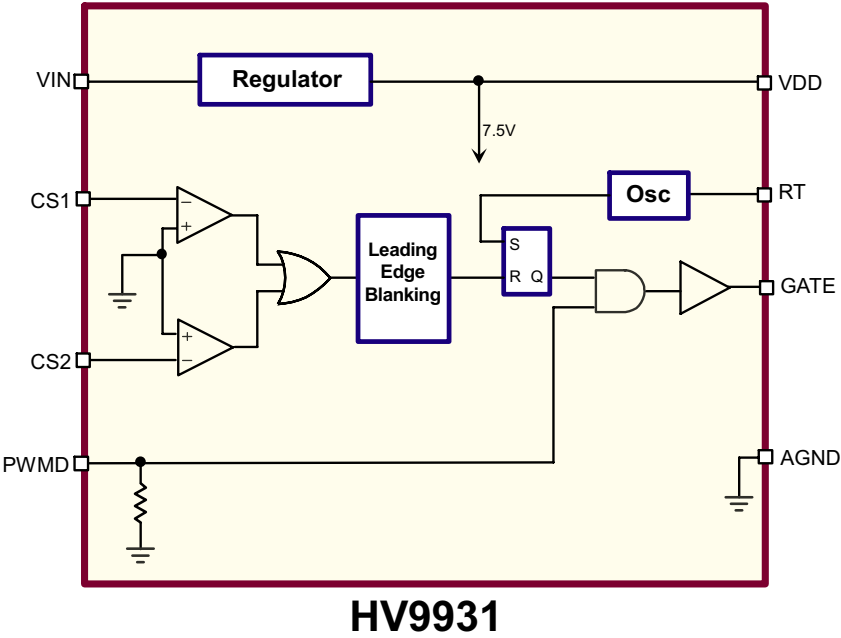 VIN
Regulator
VDD
7.5V
CS1
−
+
Osc
RT
Leading
Edge
Blanking
S
R Q
GATE
+
−
CS2
PWMD
AGND
HV9931